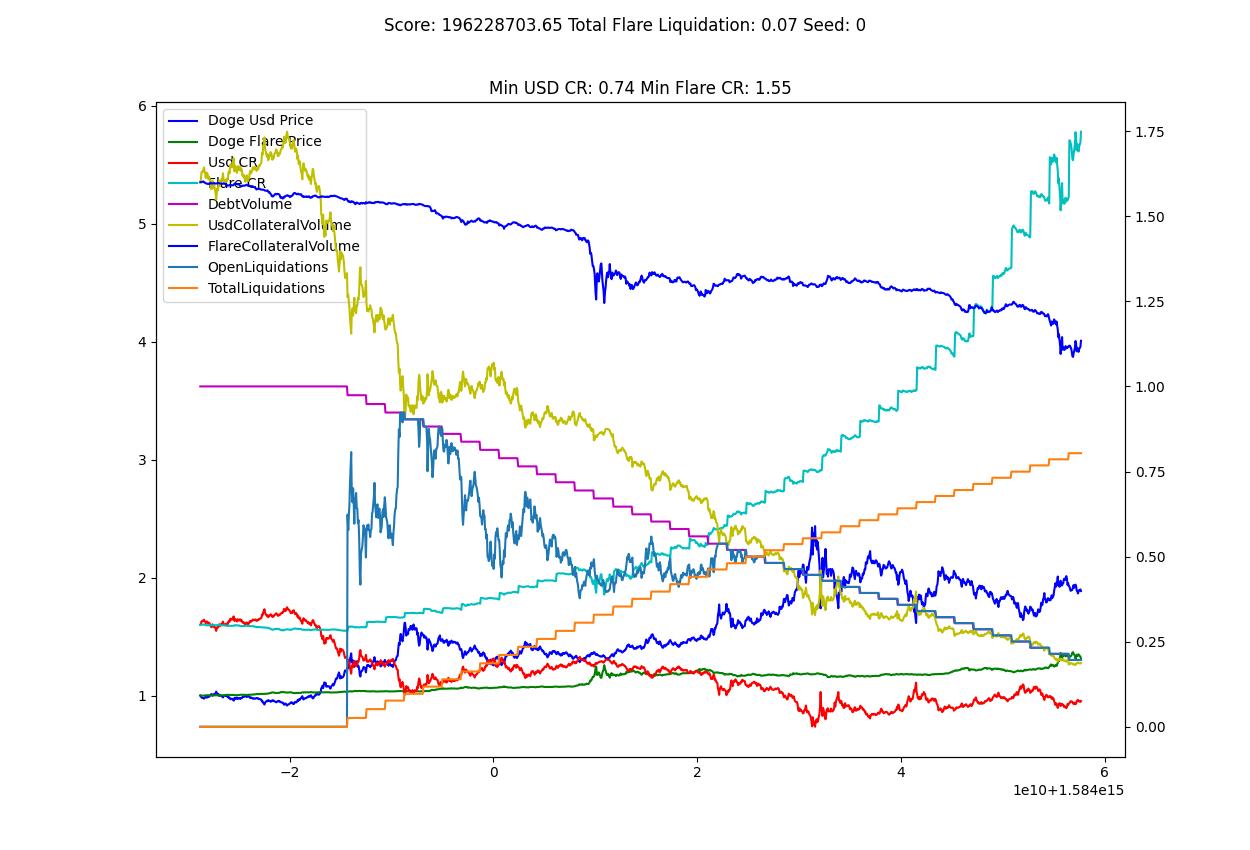 Score: 196228703.65 Total Flare Liquidation: 0.07 Seed: 0
Min USD CR: 0.74 Min Flare CR: 1.55
Doge Usd Price
Doge Flare Price
Usd CR
Flare CR
DebtVolume
UsdCollateralVolume
FlareCollateralVolume
OpenLiquidations
TotalLiquidations
6
5
4
3
2
1
1.75
1.50
1.25
1.00
0.75
0.50
0.25
0.00
−2
0
2
4
6
1e10+1.584e15